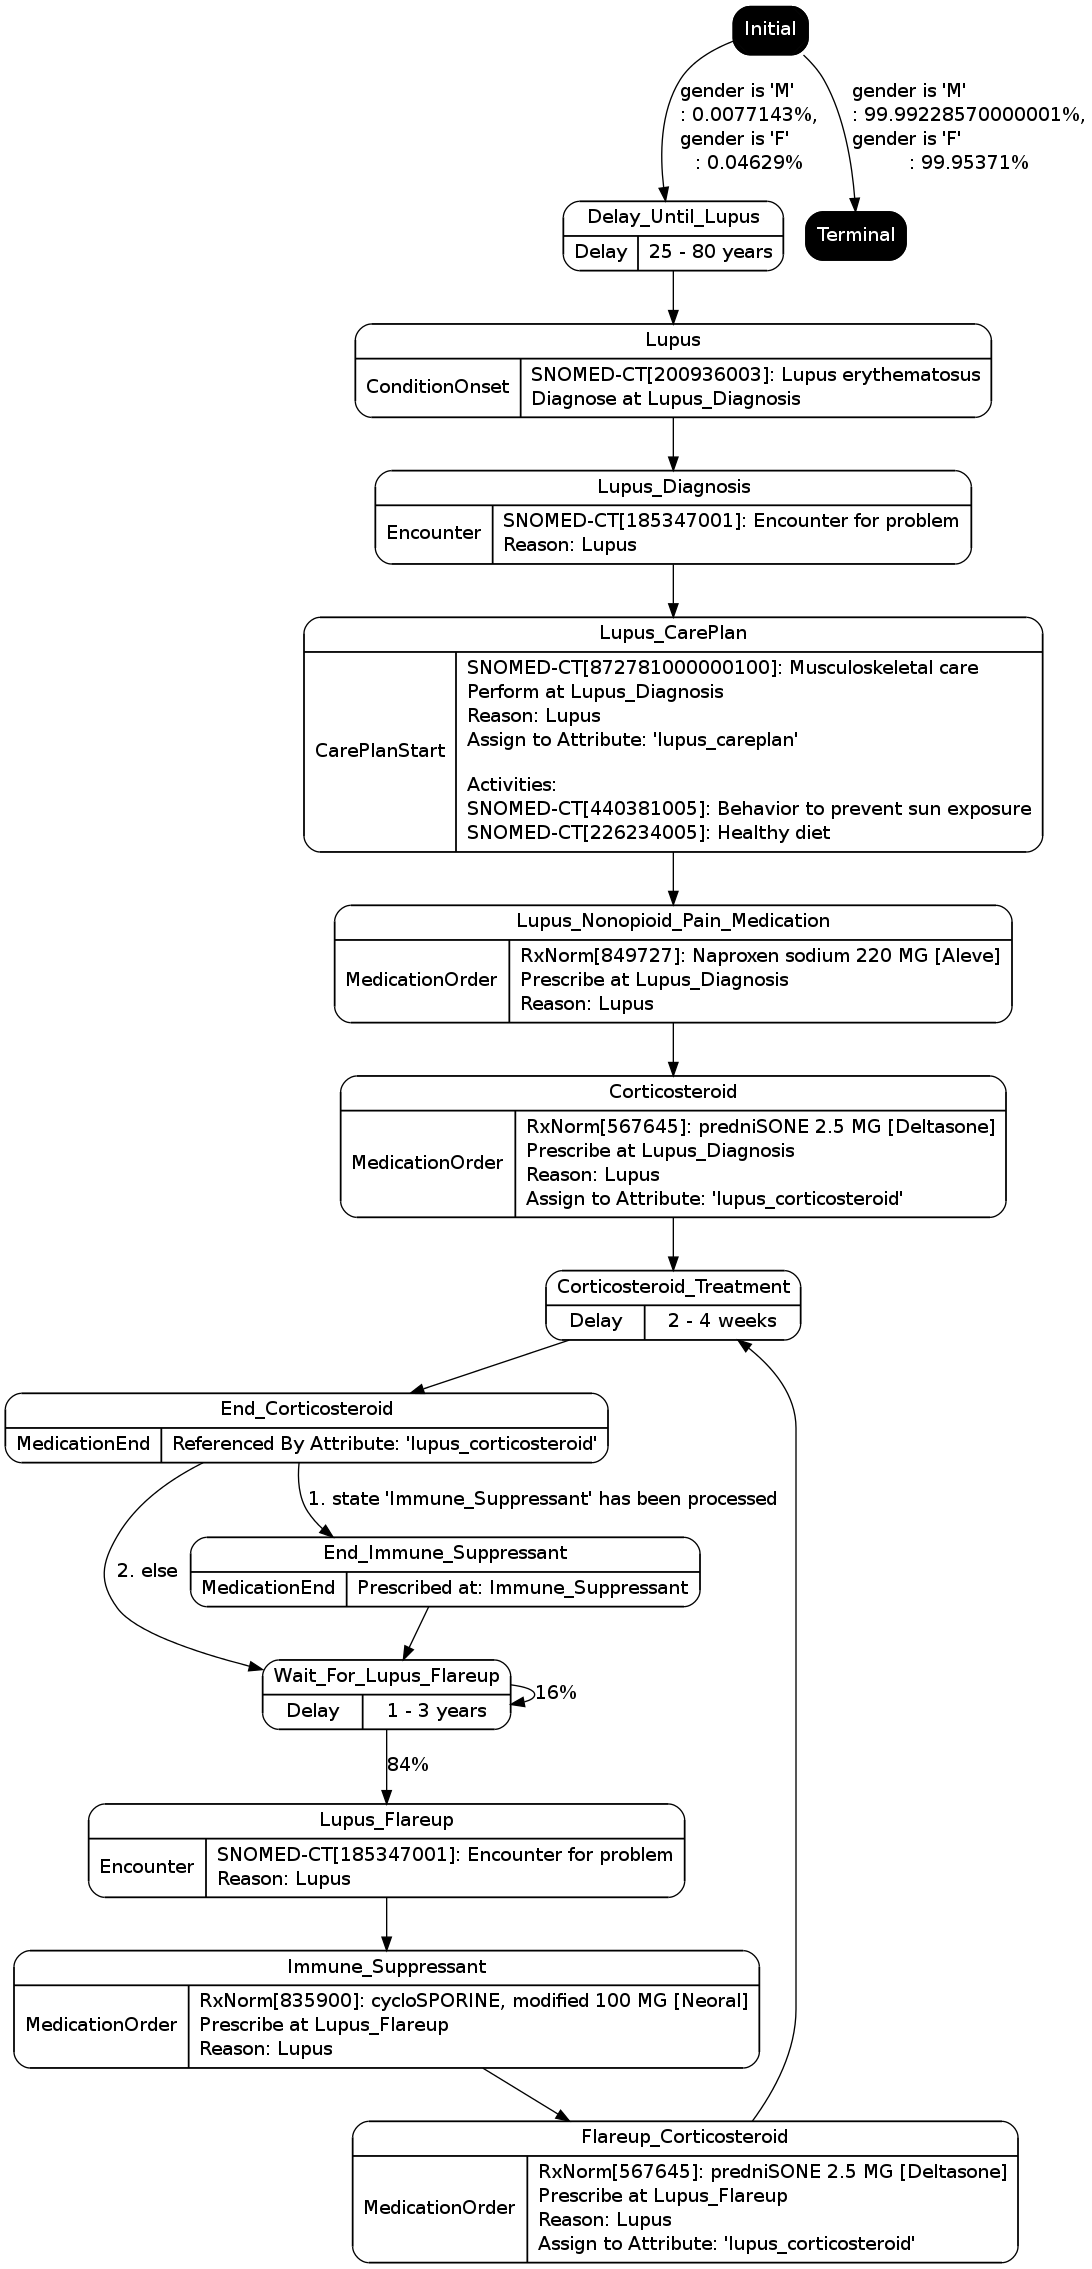 Initial
gender is 'M'
: 0.0077143%,
gender is 'F'
: 0.04629%
gender is 'M'
: 99.99228570000001%,
gender is 'F'
: 99.95371%
Delay_Until_Lupus
Delay
25 - 80 years
Terminal
Lupus
ConditionOnset
SNOMED-CT[200936003]: Lupus erythematosus
Diagnose at Lupus_Diagnosis
Lupus_Diagnosis
Encounter
SNOMED-CT[185347001]: Encounter for problem
Reason: Lupus
Lupus_CarePlan
CarePlanStart
SNOMED-CT[872781000000100]: Musculoskeletal care
Perform at Lupus_Diagnosis
Reason: Lupus
Assign to Attribute: 'lupus_careplan'
Activities:
SNOMED-CT[440381005]: Behavior to prevent sun exposure
SNOMED-CT[226234005]: Healthy diet
Lupus_Nonopioid_Pain_Medication
MedicationOrder
RxNorm[849727]: Naproxen sodium 220 MG [Aleve]
Prescribe at Lupus_Diagnosis
Reason: Lupus
Corticosteroid
MedicationOrder
RxNorm[567645]: predniSONE 2.5 MG [Deltasone]
Prescribe at Lupus_Diagnosis
Reason: Lupus
Assign to Attribute: 'lupus_corticosteroid'
Corticosteroid_Treatment
Delay
2 - 4 weeks
End_Corticosteroid
MedicationEnd
Referenced By Attribute: 'lupus_corticosteroid'
1. state 'Immune_Suppressant' has been processed
2. else
End_Immune_Suppressant
MedicationEnd
Prescribed at: Immune_Suppressant
Wait_For_Lupus_Flareup
Delay
1 - 3 years
16%
84%
Lupus_Flareup
Encounter
SNOMED-CT[185347001]: Encounter for problem
Reason: Lupus
Immune_Suppressant
MedicationOrder
RxNorm[835900]: cycloSPORINE, modified 100 MG [Neoral]
Prescribe at Lupus_Flareup
Reason: Lupus
Flareup_Corticosteroid
MedicationOrder
RxNorm[567645]: predniSONE 2.5 MG [Deltasone]
Prescribe at Lupus_Flareup
Reason: Lupus
Assign to Attribute: 'lupus_corticosteroid'